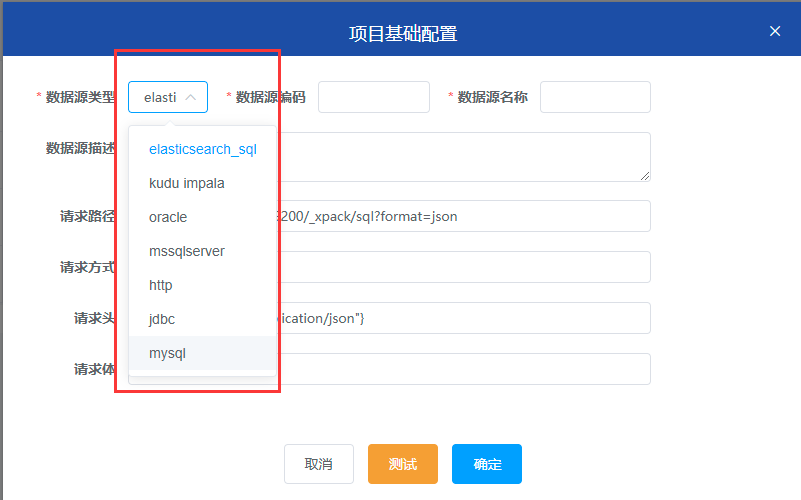 项目基础配置
* 数据源类型 elasti * 数据源编码 * 数据源名称
数据源描述
elasticsearch_sql
kudu impala
请求路径 200/_xpack/sql?format=json
oracle
mssqlserver
请求方式
http
请求头 ication/json"}
jdbc
mysql
请求体
取消 测试 确定